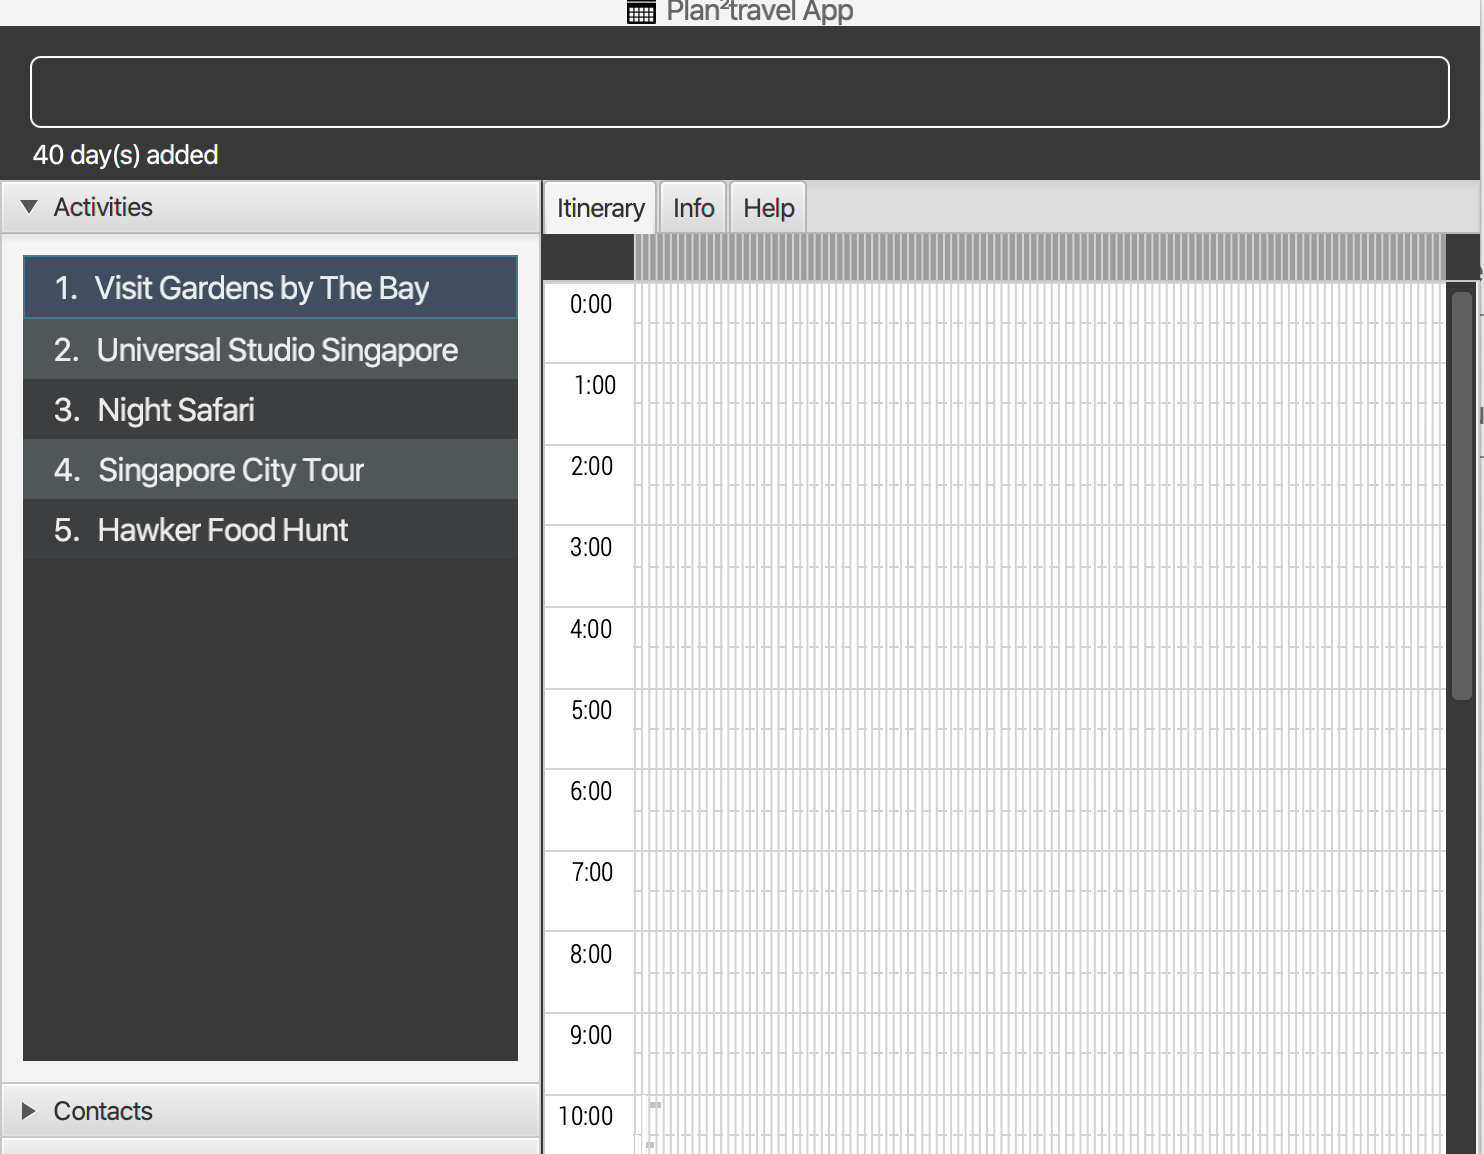 Plan²travel App
40 day(s) added
Activities
1. Visit Gardens by The Bay
2. Universal Studio Singapore
3. Night Safari
4. Singapore City Tour
5. Hawker Food Hunt
Contacts
Itinerary Info Help
0:00
1:00
2:00
3:00
4:00
5:00
6:00
7:00
8:00
9:00
10:00